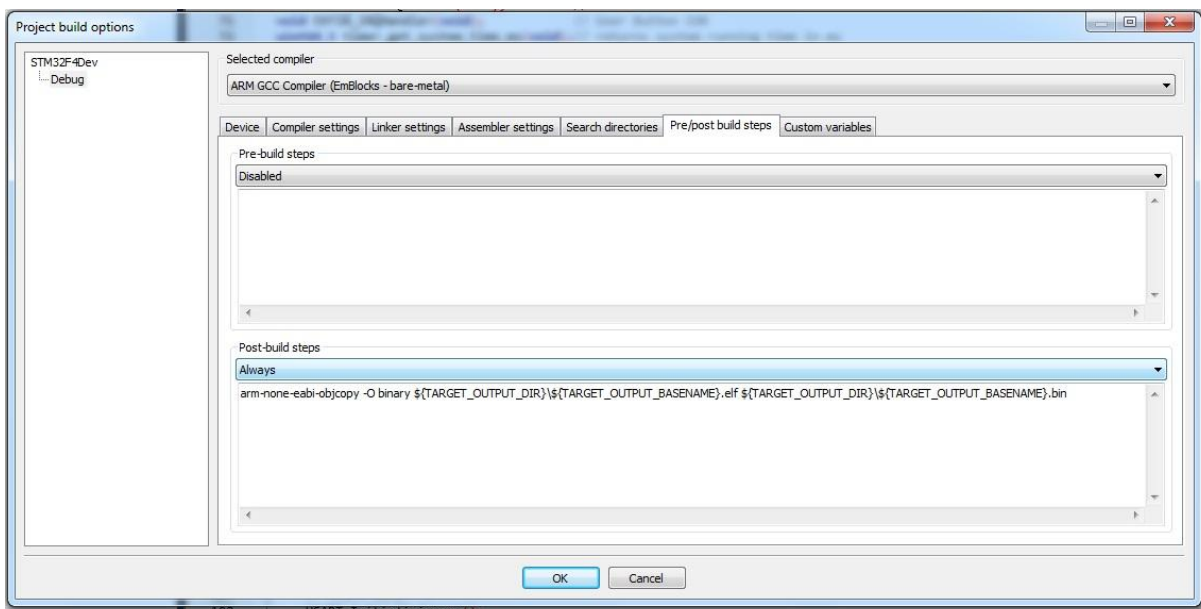 Project build options
STM32F4Dev
Debug
Selected compiler
ARM GCC Compiler (EmBlocks - bare-metal)
Device Compiler settings Linker settings Assembler settings Search directories Pre/post build steps Custom variables
Pre-build steps
Disabled
Post-build steps
Always
arm-none-eabi-objcopy -O binary ${TARGET_OUTPUT_DIR}\${TARGET_OUTPUT_BASENAME}.elf ${TARGET_OUTPUT_DIR}\${TARGET_OUTPUT_BASENAME}.bin
OK Cancel